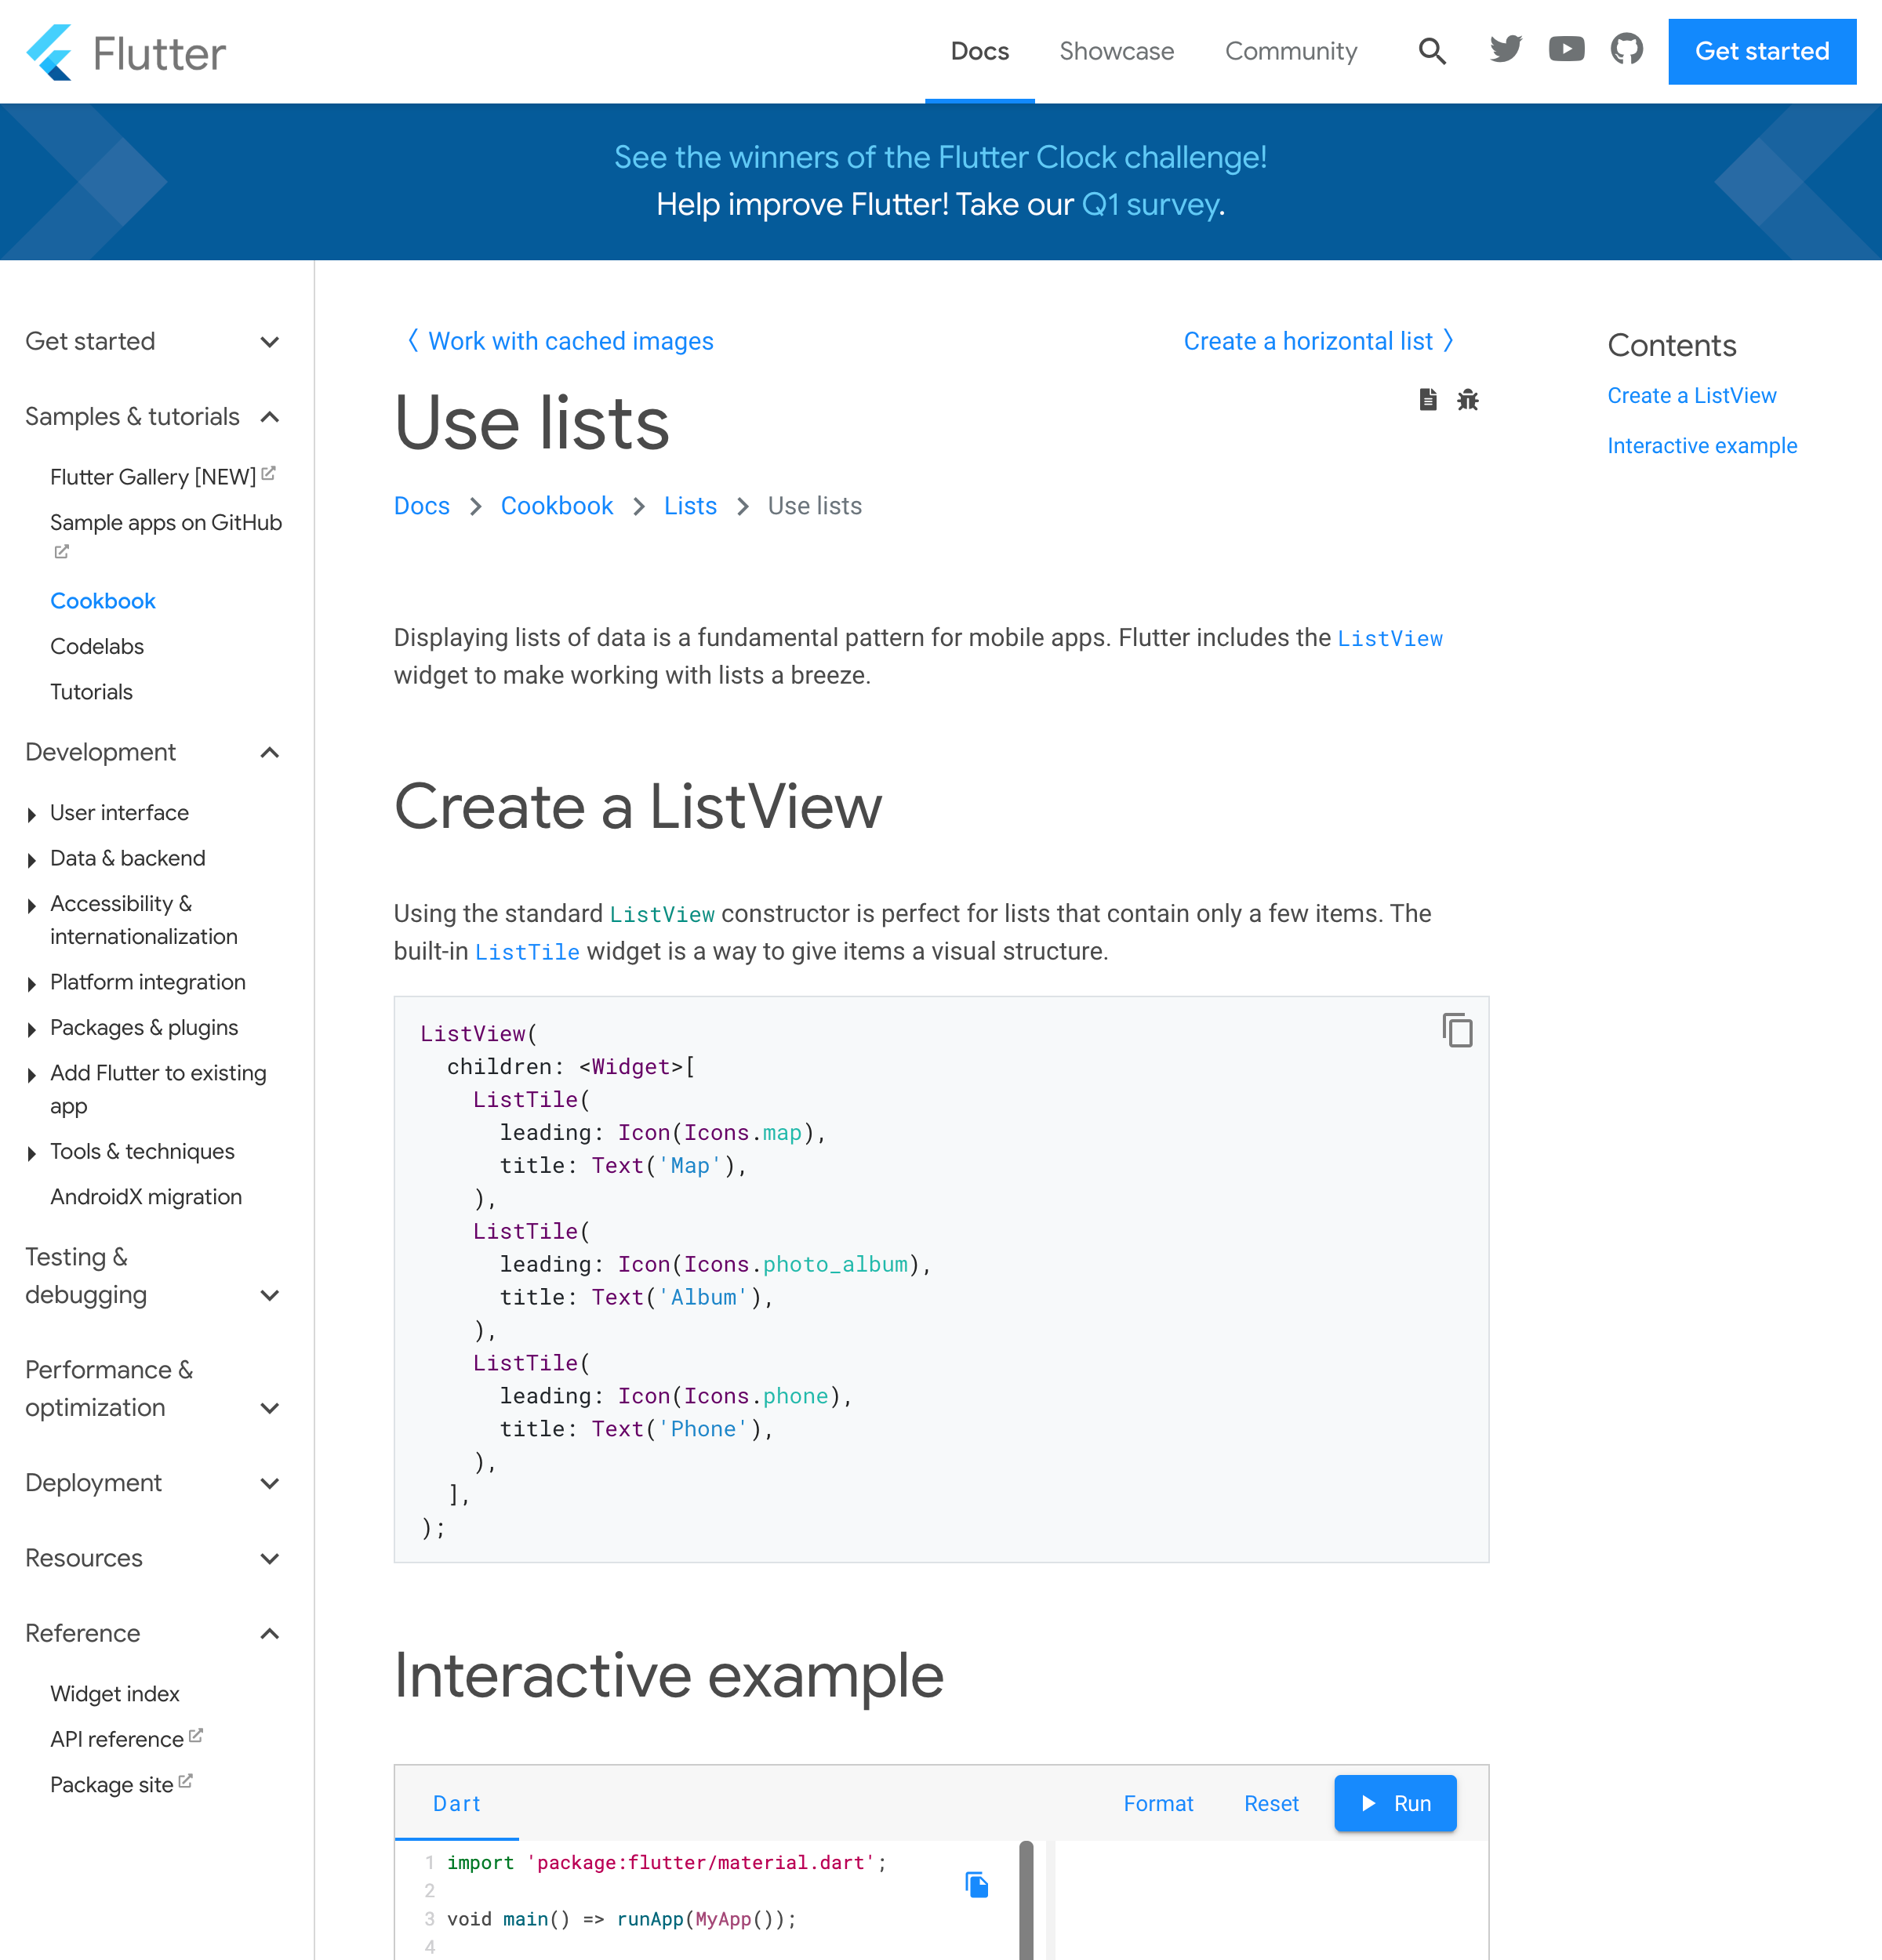 Flutter
Docs
Showcase
Community
Get started
See the winners of the Flutter Clock challenge!
Help improve Flutter! Take our Q1 survey.
Get started
Samples & tutorials
Flutter Gallery [NEW]
Sample apps on GitHub
Cookbook
Codelabs
Tutorials
Development
User interface
Data & backend
Accessibility &
internationalization
Platform integration
Packages & plugins
Add Flutter to existing
app
Tools & techniques
AndroidX migration
Testing &
debugging
Performance &
optimization
Deployment
Resources
Reference
Widget index
API reference
Package site
〈 Work with cached images
Create a horizontal list 〉
Use lists
Docs > Cookbook > Lists > Use lists
Displaying lists of data is a fundamental pattern for mobile apps. Flutter includes the ListView
widget to make working with lists a breeze.
Create a ListView
Using the standard ListView constructor is perfect for lists that contain only a few items. The
built-in ListTile widget is a way to give items a visual structure.
ListView(
  children: <Widget>[
    ListTile(
      leading: Icon(Icons.map),
      title: Text('Map'),
    ),
    ListTile(
      leading: Icon(Icons.photo_album),
      title: Text('Album'),
    ),
    ListTile(
      leading: Icon(Icons.phone),
      title: Text('Phone'),
    ),
  ],
);
Interactive example
Dart
Format
Reset
Run
1 import 'package:flutter/material.dart';
2
3 void main() => runApp(MyApp());
4
Contents
Create a ListView
Interactive example